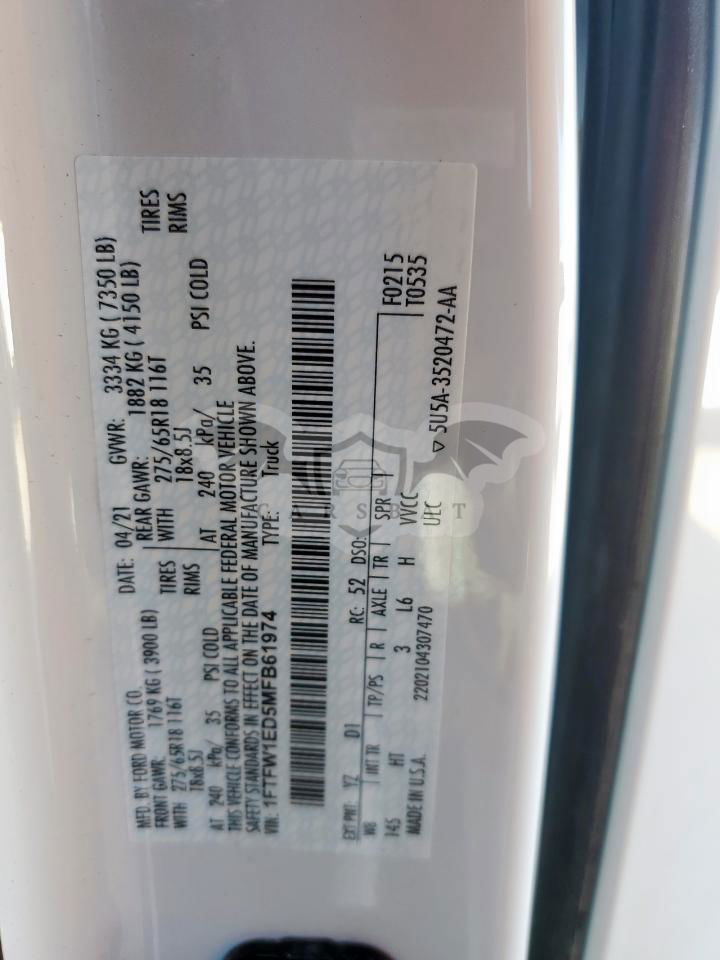 MFD. BY FORD MOTOR CO.
DATE: 04/21 GVWR: 3334 KG ( 7350 LB)
FRONT GAWR: 1769 KG ( 3900 LB) REAR GAWR: 1882 KG ( 4150 LB)
WITH 275/65R18 116T TIRES WITH 275/65R18 116T TIRES
18x8.5J RIMS 18x8.5J RIMS
AT 240 kPa/ 35 PSI COLD AT 240 kPa/ 35 PSI COLD
THIS VEHICLE CONFORMS TO ALL APPLICABLE FEDERAL MOTOR VEHICLE
SAFETY STANDARDS IN EFFECT ON THE DATE OF MANUFACTURE SHOWN ABOVE.
VIN: 1FTFW1ED5MFB61974 TYPE: Truck
EXT PNT: YZ D1 RC: 52 DSO: F0215
WB INT TR TP/PS R AXLE TR SPR T0535
145 HT 3 L6 H VVCC
MADE IN U.S.A. 2202104307470 ULC
▽ 5U5A-3520472-AA
CARSBAT